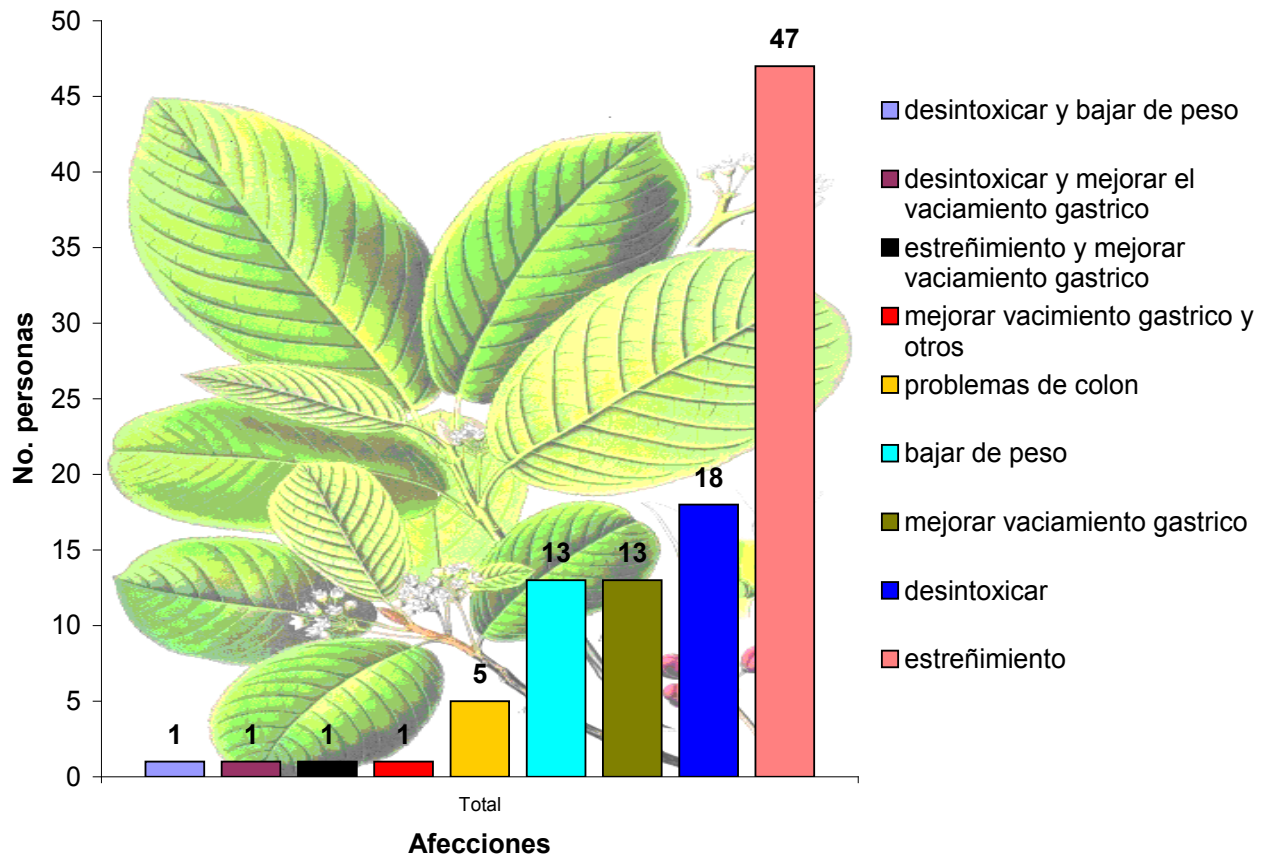 50
45
40
35
30
25
20
15
10
5
0
No. personas
1
1
1
1
5
13
13
18
47
Total
Afecciones
desintoxicar y bajar de peso
desintoxicar y mejorar el
vaciamiento gastrico
estreñimiento y mejorar
vaciamiento gastrico
mejorar vacimiento gastrico y
otros
problemas de colon
bajar de peso
mejorar vaciamiento gastrico
desintoxicar
estreñimiento